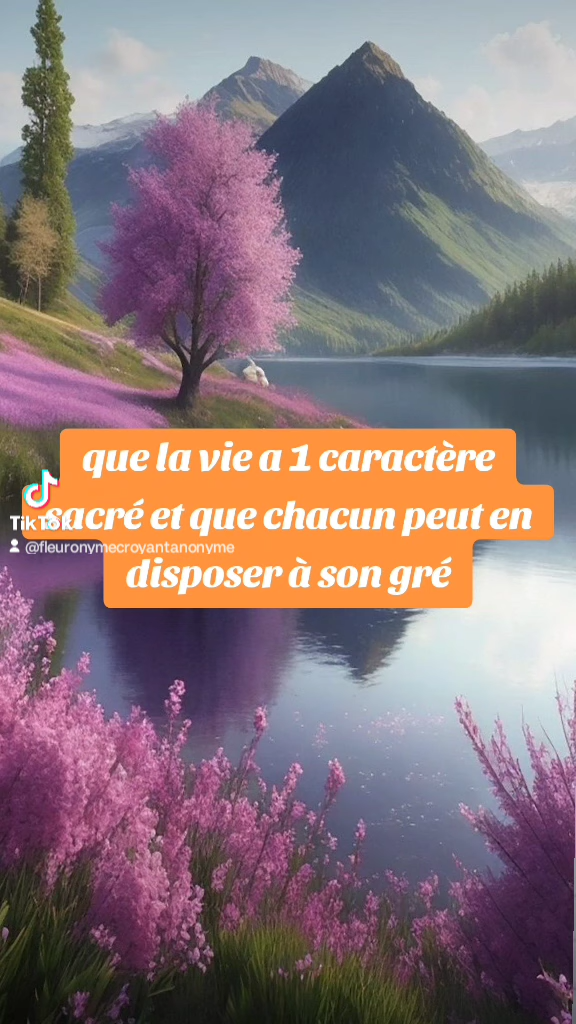 que la vie a 1 caractère
sacré et que chacun peut en
disposer à son gré
TikTok
@fleuronymecroyantanonyme